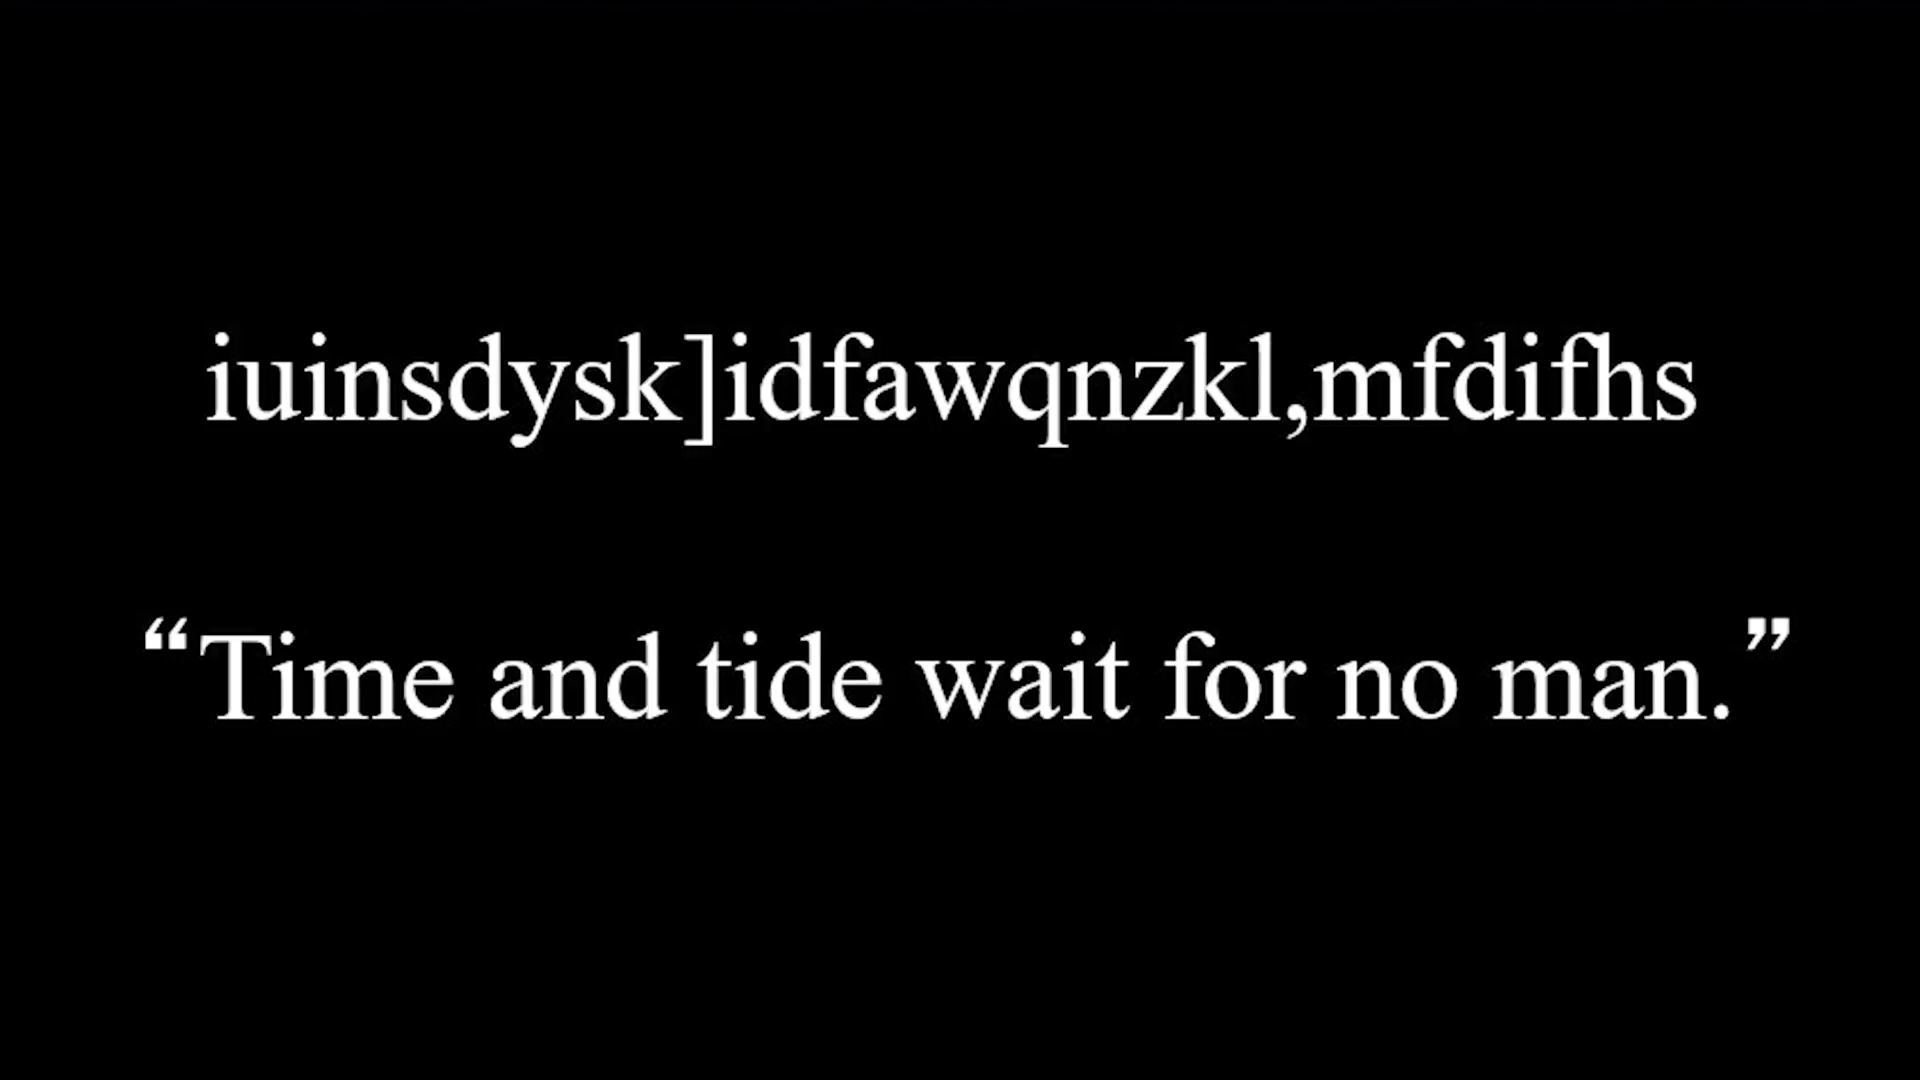 iuinsdysk]idfawqnzkl,mfdifhs
“Time and tide wait for no man.”